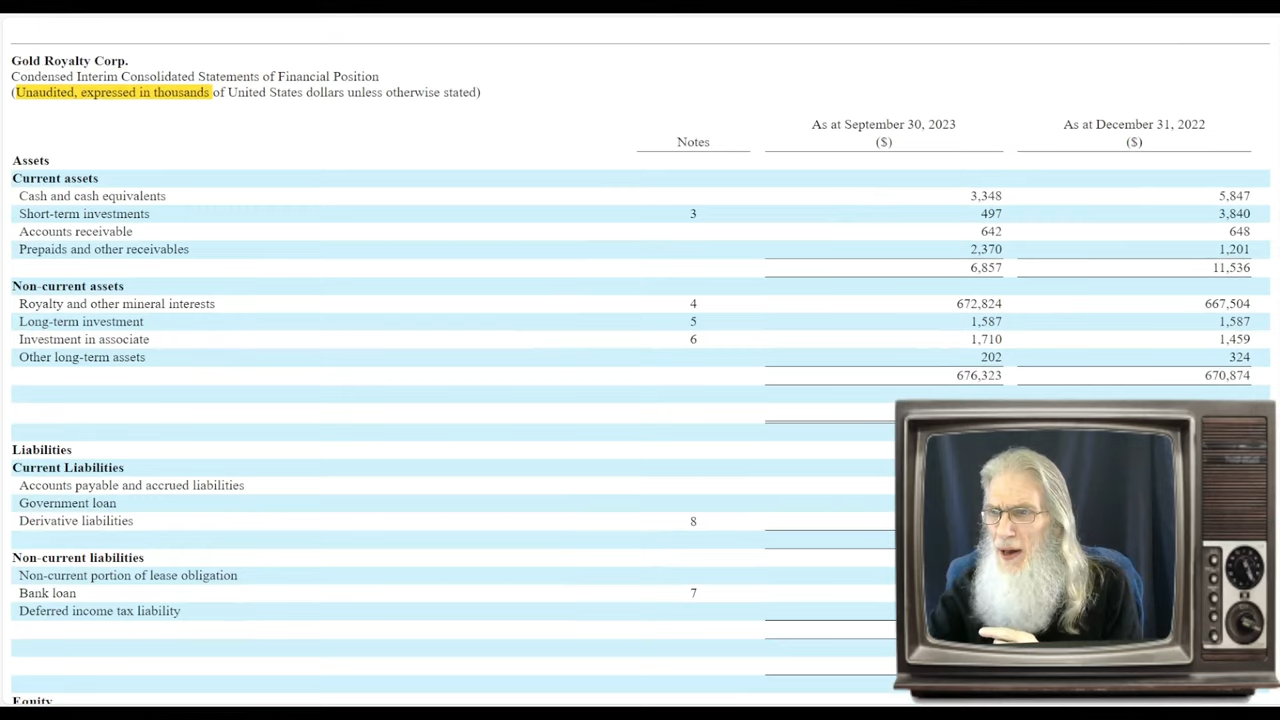 Gold Royalty Corp.
Condensed Interim Consolidated Statements of Financial Position
(Unaudited, expressed in thousands of United States dollars unless otherwise stated)
As at September 30, 2023 As at December 31, 2022
Notes ($) ($)
Assets
Current assets
Cash and cash equivalents 3,348 5,847
Short-term investments 3 497 3,840
Accounts receivable 642 648
Prepaids and other receivables 2,370 1,201
6,857 11,536
Non-current assets
Royalty and other mineral interests 4 672,824 667,504
Long-term investment 5 1,587 1,587
Investment in associate 6 1,710 1,459
Other long-term assets 202 324
676,323 670,874
Liabilities
Current Liabilities
Accounts payable and accrued liabilities
Government loan
Derivative liabilities 8
Non-current liabilities
Non-current portion of lease obligation
Bank loan 7
Deferred income tax liability
Equity